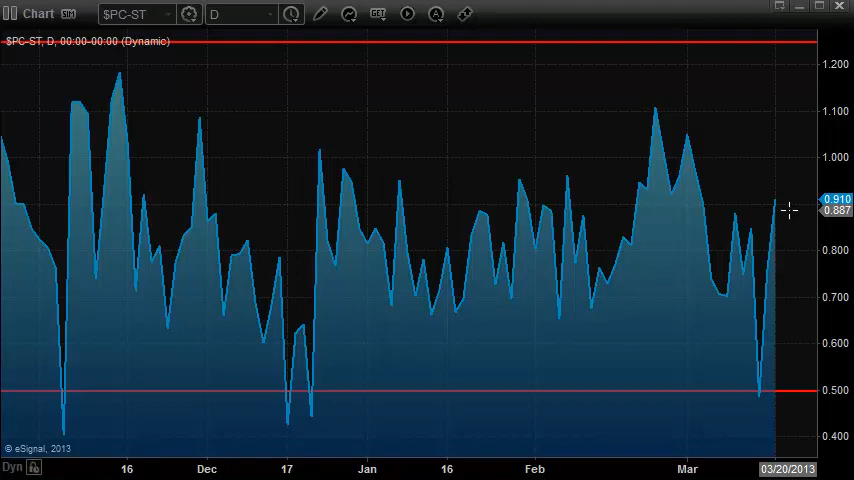 Chart SIM $PC-ST D GET A
$PC-ST, D, 00:00-00:00 (Dynamic)
1.200
1.100
1.000
0.910
0.887
0.800
0.700
0.600
0.500
0.400
© eSignal, 2013
Dyn 16 Dec 17 Jan 16 Feb Mar 03/20/2013